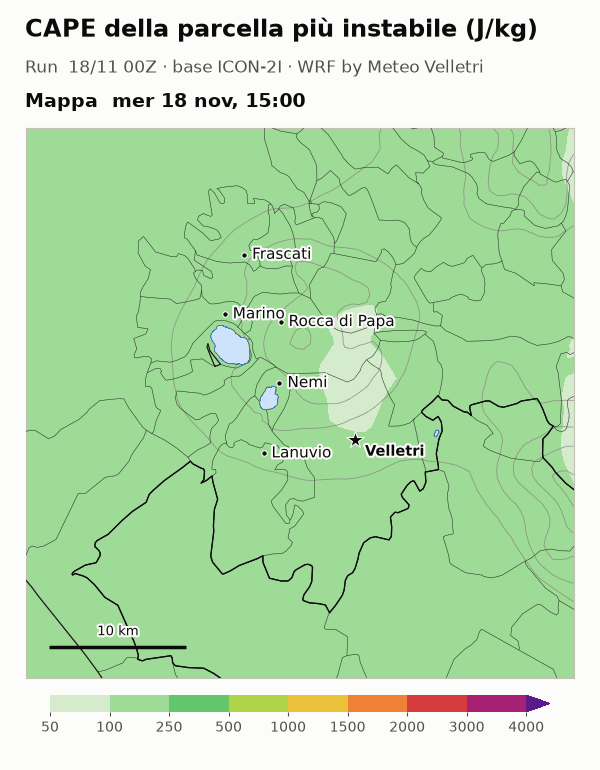 CAPE della parcella più instabile (J/kg)
Run  18/11 00Z · base ICON-2I · WRF by Meteo Velletri
Mappa  mer 18 nov, 15:00
Frascati
Marino
Rocca di Papa
Nemi
Velletri
Lanuvio
10 km
50 100 250 500 1000 1500 2000 3000 4000